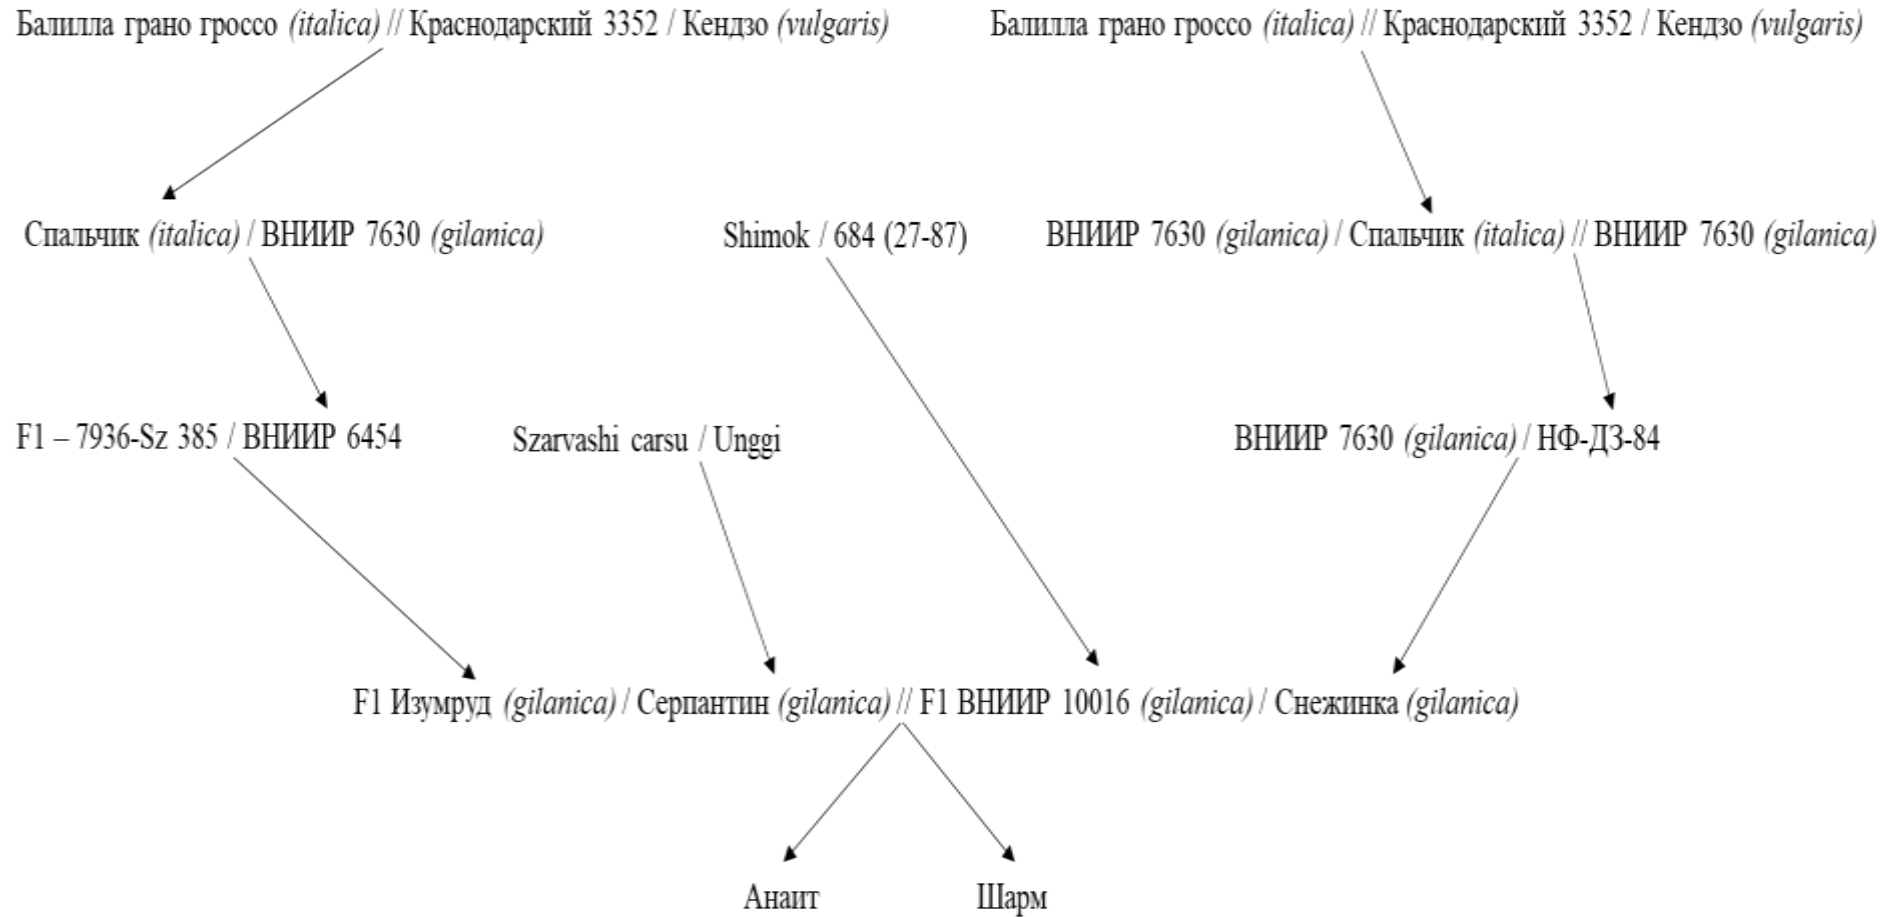 Балилла грано гроссо (italica) // Краснодарский 3352 / Кендзо (vulgaris)
Балилла грано гроссо (italica) // Краснодарский 3352 / Кендзо (vulgaris)
Спальчик (italica) / ВНИИР 7630 (gilanica)
Shimok / 684 (27-87)
ВНИИР 7630 (gilanica) / Спальчик (italica) // ВНИИР 7630 (gilanica)
F1 – 7936-Sz 385 / ВНИИР 6454
Szarvashi carsu / Unggi
ВНИИР 7630 (gilanica) / НФ-ДЗ-84
F1 Изумруд (gilanica) / Серпантин (gilanica) // F1 ВНИИР 10016 (gilanica) / Снежинка (gilanica)
Анаит
Шарм